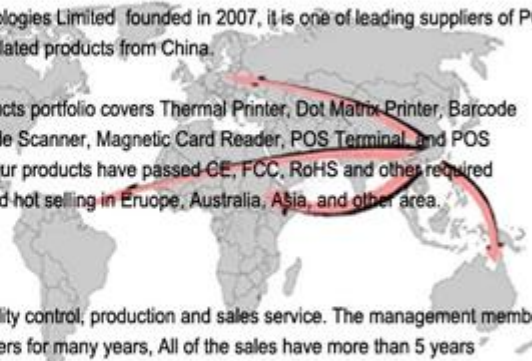 ologies Limited founded in 2007, it is one of leading suppliers of P
lated products from China.
cts portfolio covers Thermal Printer, Dot Matrix Printer, Barcode
le Scanner, Magnetic Card Reader, POS Terminal, and POS
ur products have passed CE, FCC, RoHS and other required
d hot selling in Eruope, Australia, Asia, and other area.
lity control, production and sales service. The management memb
ers for many years, All of the sales have more than 5 years